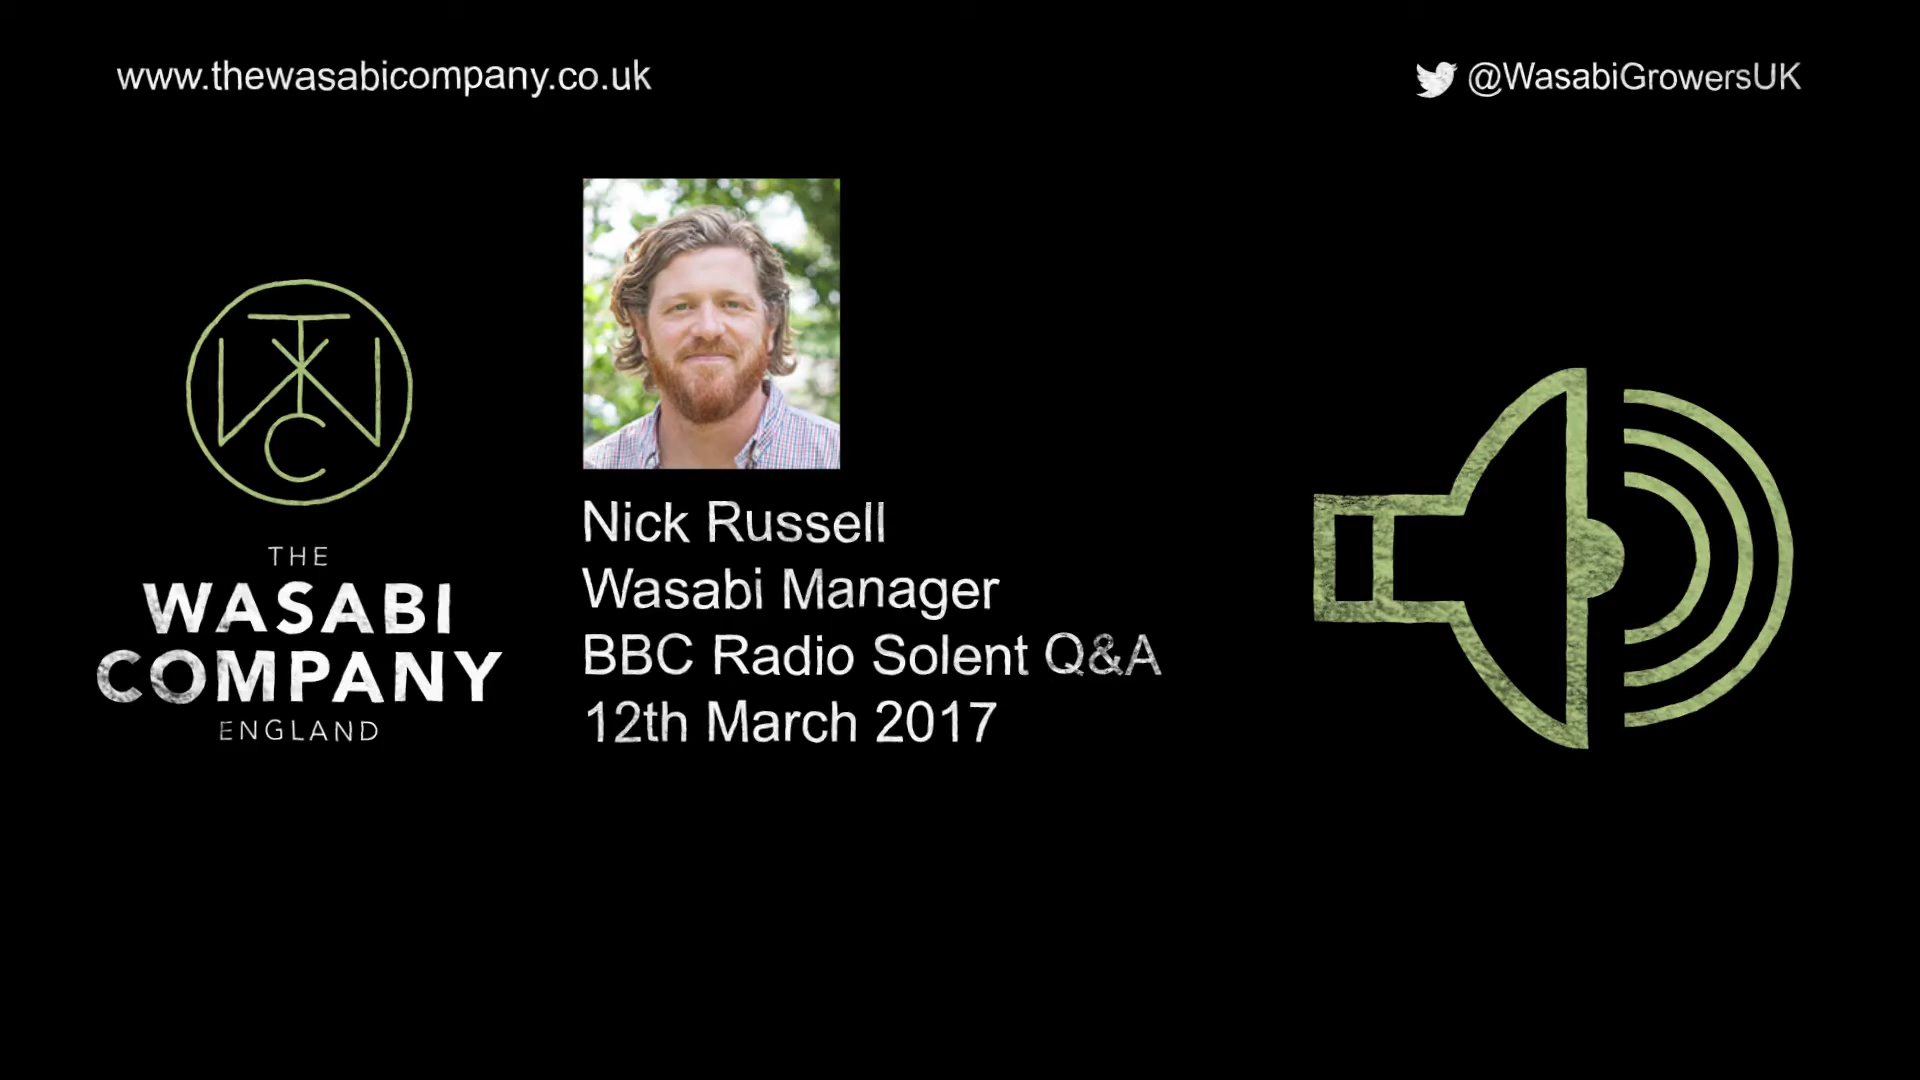 www.thewasabicompany.co.uk
@WasabiGrowersUK
TWC
THE
WASABI
COMPANY
ENGLAND
Nick Russell
Wasabi Manager
BBC Radio Solent Q&A
12th March 2017